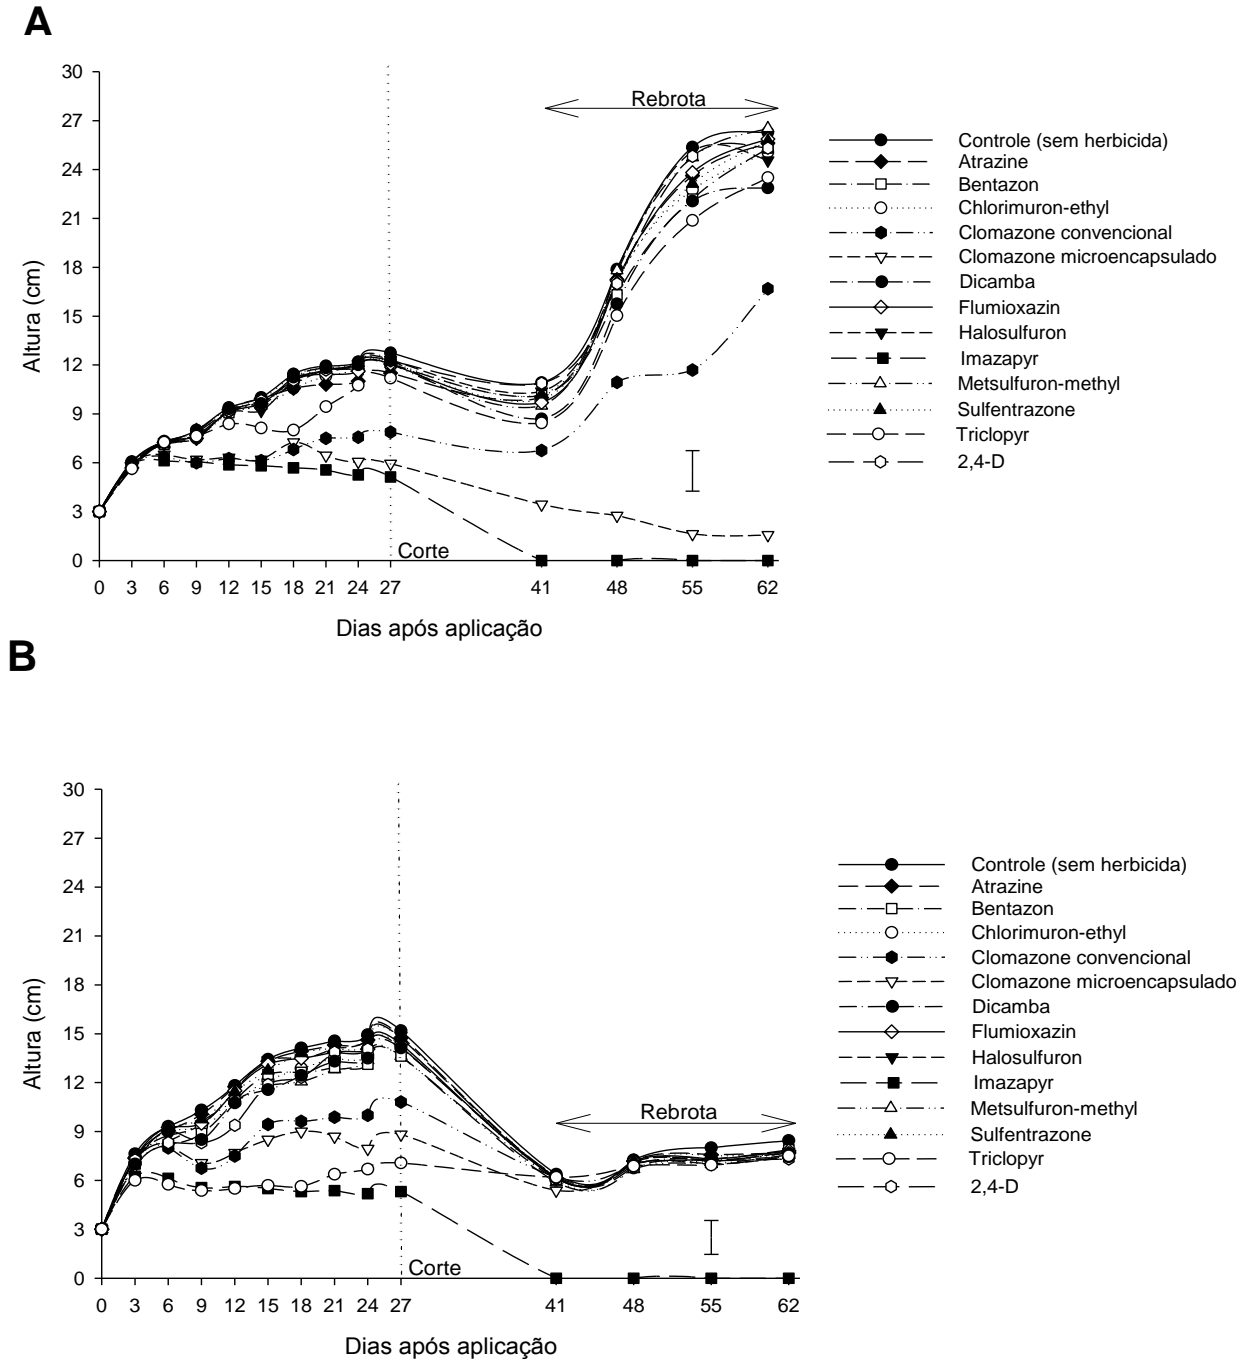 A
30
27
24
21
18
15
12
9
6
3
0
Altura (cm)
Rebrota
Corte
0 3 6 9 12 15 18 21 24 27 41 48 55 62
Dias após aplicação
Controle (sem herbicida)
Atrazine
Bentazon
Chlorimuron-ethyl
Clomazone convencional
Clomazone microencapsulado
Dicamba
Flumioxazin
Halosulfuron
Imazapyr
Metsulfuron-methyl
Sulfentrazone
Triclopyr
2,4-D
B
30
27
24
21
18
15
12
9
6
3
0
Altura (cm)
Rebrota
Corte
0 3 6 9 12 15 18 21 24 27 41 48 55 62
Dias após aplicação
Controle (sem herbicida)
Atrazine
Bentazon
Chlorimuron-ethyl
Clomazone convencional
Clomazone microencapsulado
Dicamba
Flumioxazin
Halosulfuron
Imazapyr
Metsulfuron-methyl
Sulfentrazone
Triclopyr
2,4-D